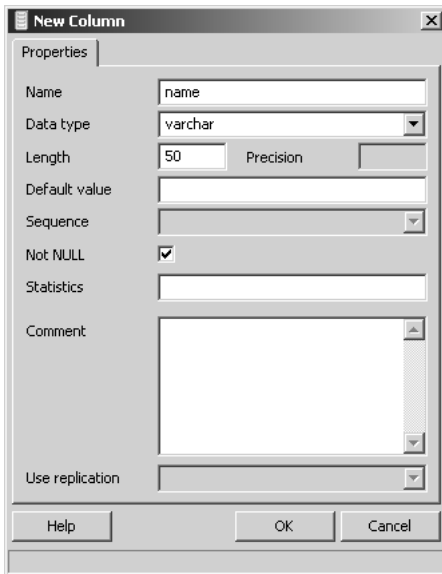 New Column
Properties
Name name
Data type varchar
Length 50 Precision
Default value
Sequence
Not NULL
Statistics
Comment
Use replication
Help OK Cancel